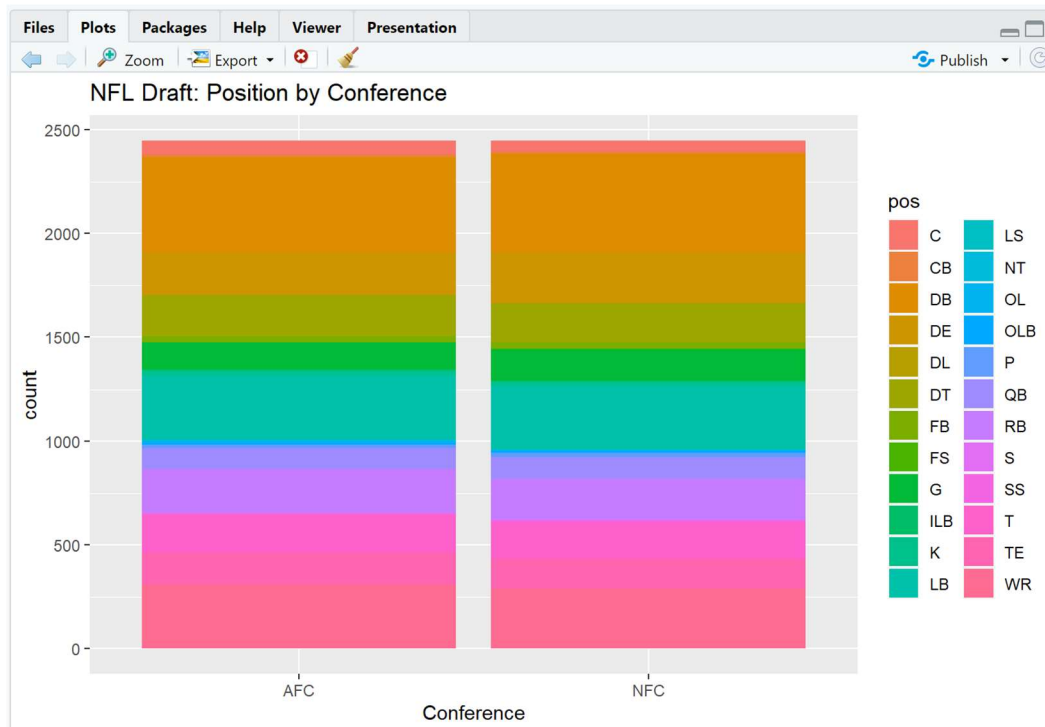 Files Plots Packages Help Viewer Presentation
Zoom Export Publish
NFL Draft: Position by Conference
2500
2000
1500
1000
500
0
count
AFC NFC
Conference
pos
C LS
CB NT
DB OL
DE OLB
DL P
DT QB
FB RB
FS S
G SS
ILB T
K TE
LB WR